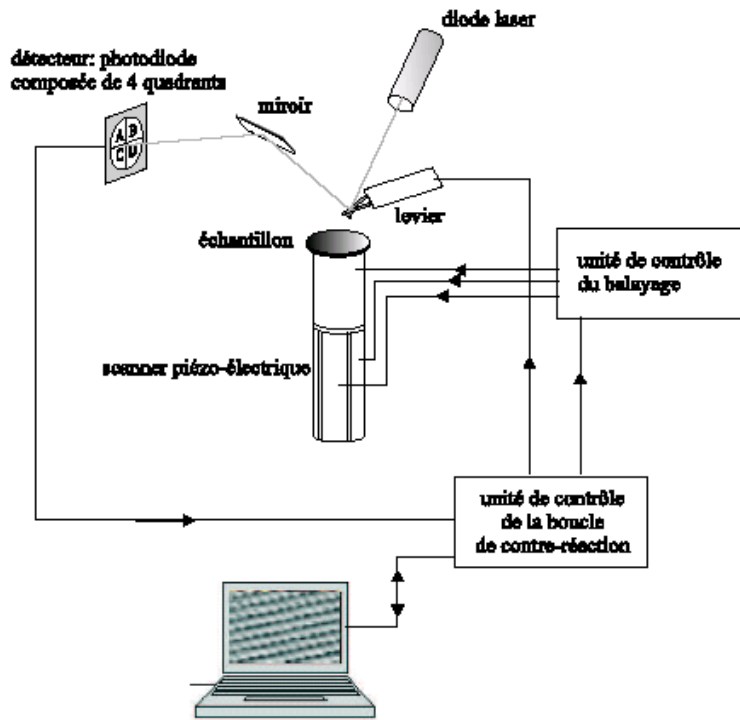 diode laser
détecteur: photodiode
composée de 4 quadrants
miroir
A B
C D
levier
échantillon
unité de contrôle
du balayage
scanner piézo-électrique
unité de contrôle
de la boucle
de contre-réaction